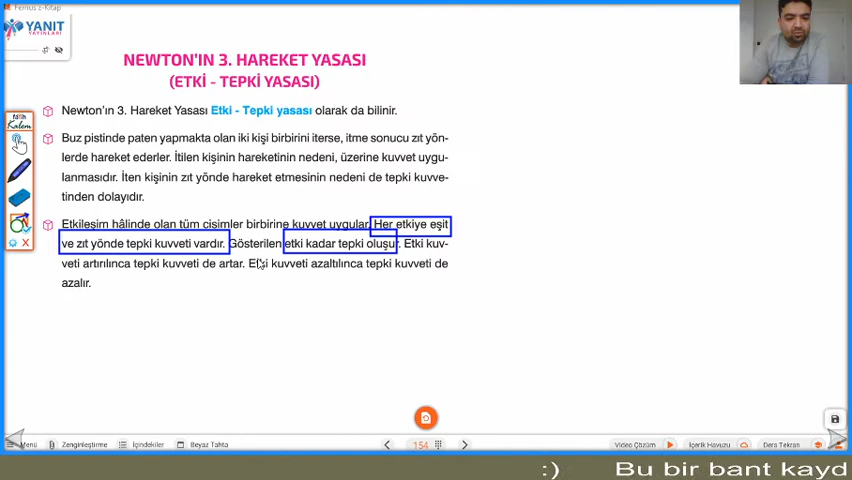 Fernus E-Kitap
YANIT
YAYINLARI
NEWTON'IN 3. HAREKET YASASI
(ETKİ - TEPKİ YASASI)
Newton'ın 3. Hareket Yasası Etki - Tepki yasası olarak da bilinir.
Buz pistinde paten yapmakta olan iki kişi birbirini iterse, itme sonucu zıt yön-
lerde hareket ederler. İtilen kişinin hareketinin nedeni, üzerine kuvvet uygu-
lanmasıdır. İten kişinin zıt yönde hareket etmesinin nedeni de tepki kuvve-
tinden dolayıdır.
Etkileşim hâlinde olan tüm cisimler birbirine kuvvet uygular. Her etkiye eşit
ve zıt yönde tepki kuvveti vardır. Gösterilen etki kadar tepki oluşur. Etki kuv-
veti artırılınca tepki kuvveti de artar. Etki kuvveti azaltılınca tepki kuvveti de
azalır.
Kalem
Menü Zenginleştirme İçindekiler Beyaz Tahta 154 Video Çözüm İçerik Havuzu Ders Tekrarı
:) Bu bir bant kayd